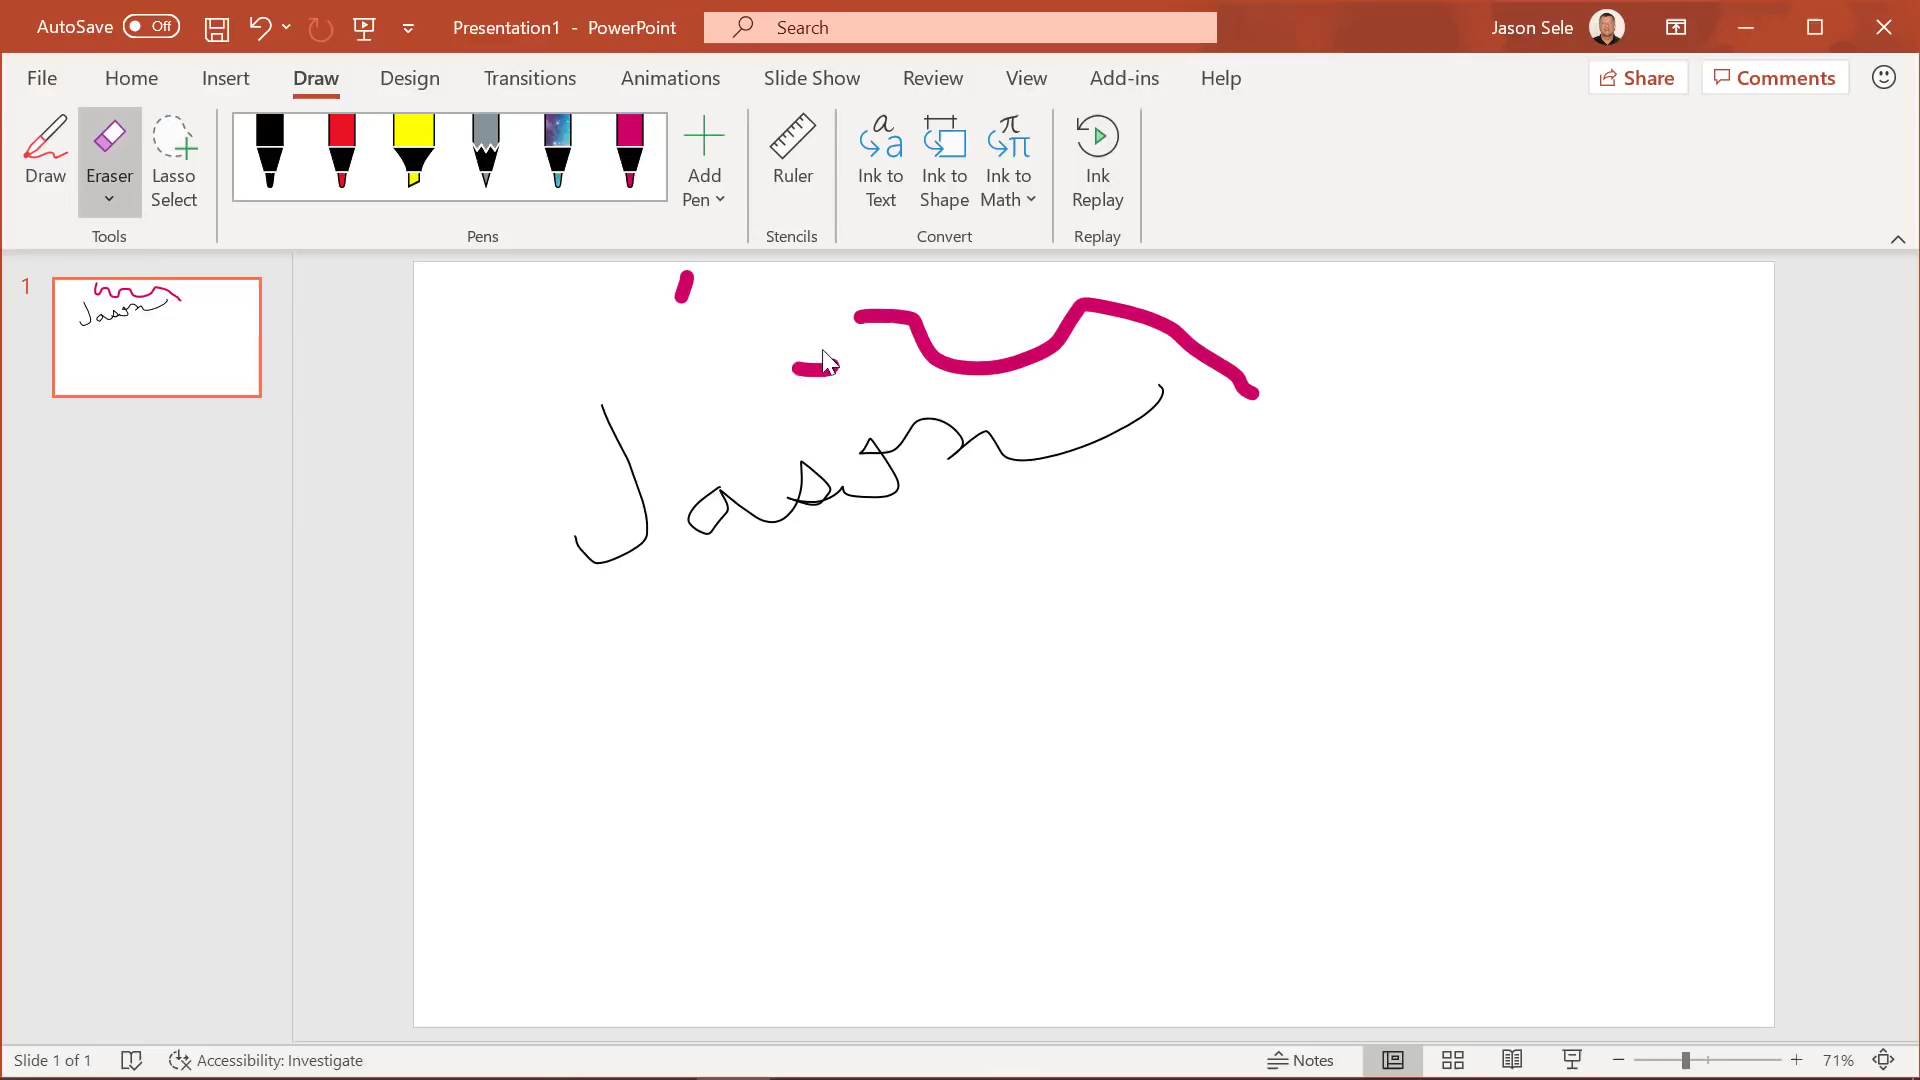 AutoSave Off Presentation1 - PowerPoint Search Jason Sele
File Home Insert Draw Design Transitions Animations Slide Show Review View Add-ins Help Share Comments
Draw Eraser Lasso Select Add Pen Ruler Ink to Text Ink to Shape Ink to Math Ink Replay
Tools Pens Stencils Convert Replay
1
Jason
Jason
Slide 1 of 1 Accessibility: Investigate Notes 71%